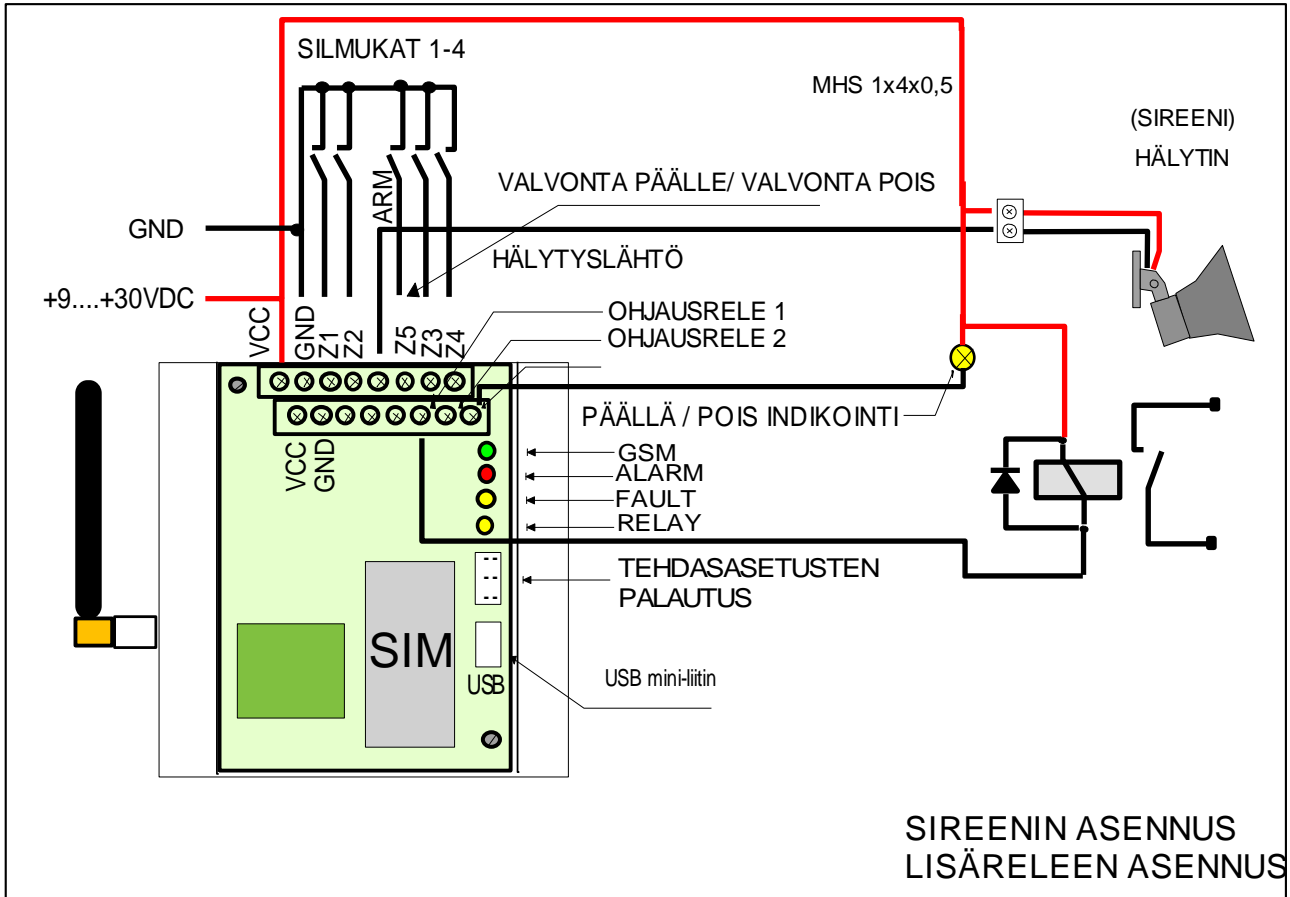 SILMUKAT 1-4
MHS 1x4x0,5
(SIREENI)
HÄLYTIN
VALVONTA PÄÄLLE/ VALVONTA POIS
ARM
GND
HÄLYTYSLÄHTÖ
+9....+30VDC
OHJAUSRELE 1
OHJAUSRELE 2
VCC
GND
Z1
Z2
Z5
Z3
Z4
PÄÄLLÄ / POIS INDIKOINTI
VCC
GND
GSM
ALARM
FAULT
RELAY
TEHDASASETUSTEN
PALAUTUS
SIM
USB
USB mini-liitin
SIREENIN ASENNUS
LISÄRELEEN ASENNUS